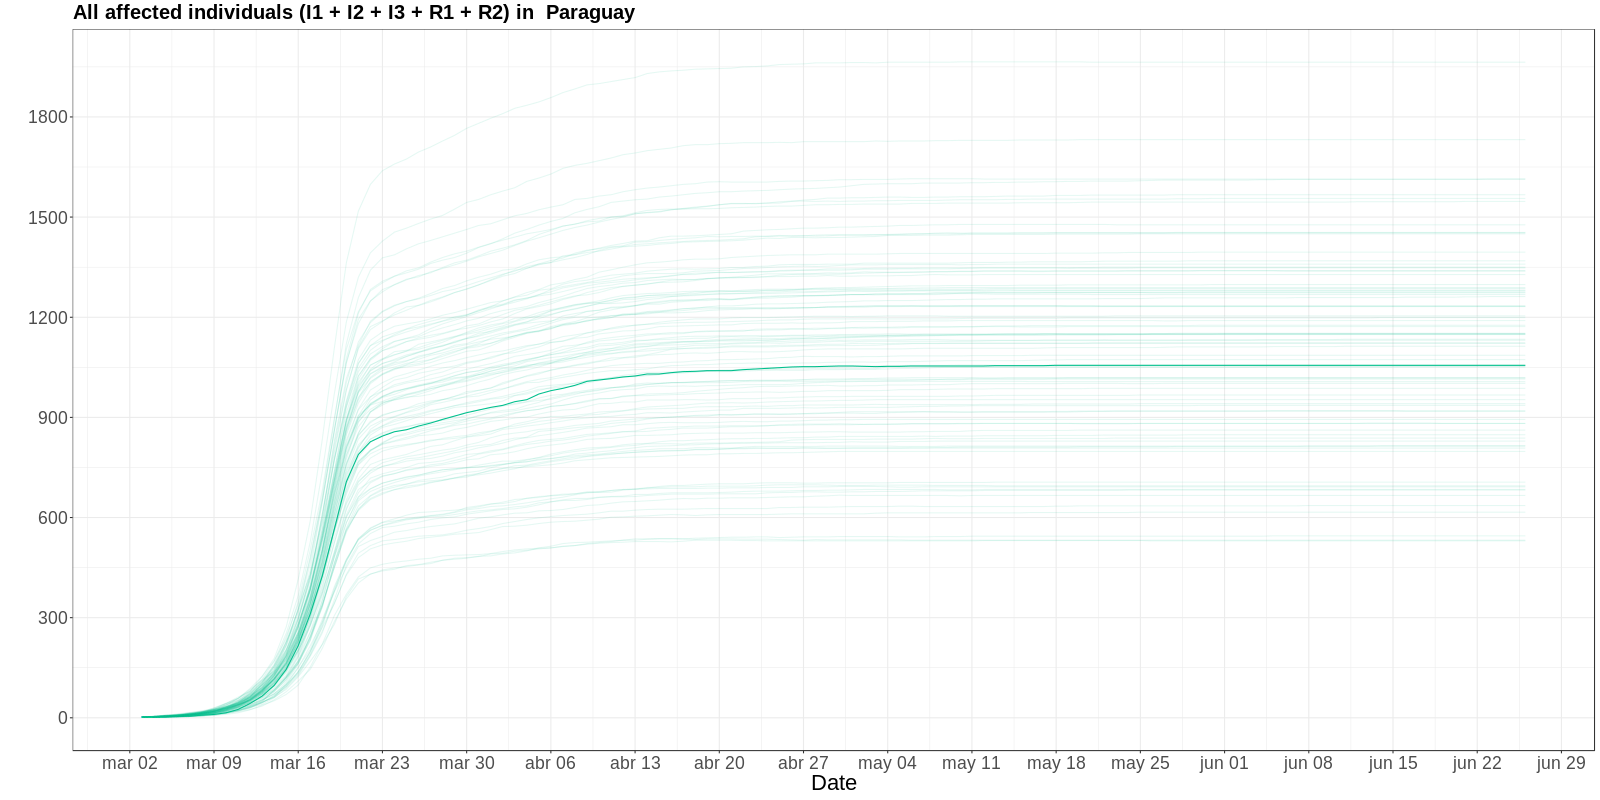 All affected individuals (I1 + I2 + I3 + R1 + R2) in  Paraguay
1800
1500
1200
900
600
300
0
mar 02 mar 09 mar 16 mar 23 mar 30 abr 06 abr 13 abr 20 abr 27 may 04 may 11 may 18 may 25 jun 01 jun 08 jun 15 jun 22 jun 29
Date